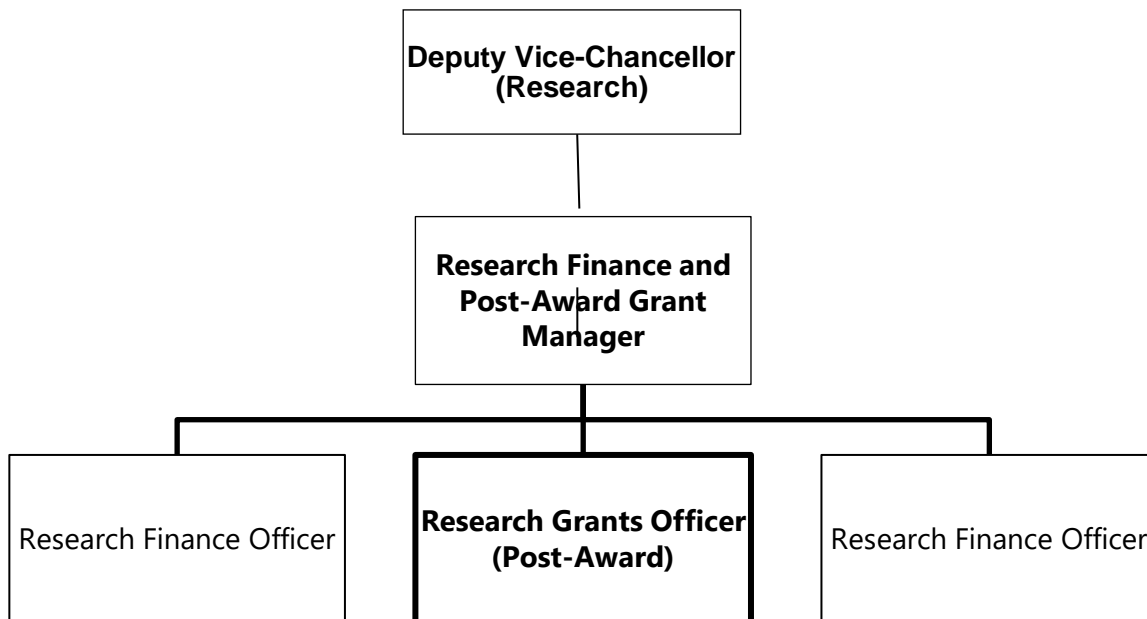 Deputy Vice-Chancellor
(Research)
Research Finance and
Post-Award Grant
Manager
Research Finance Officer
Research Grants Officer
(Post-Award)
Research Finance Officer